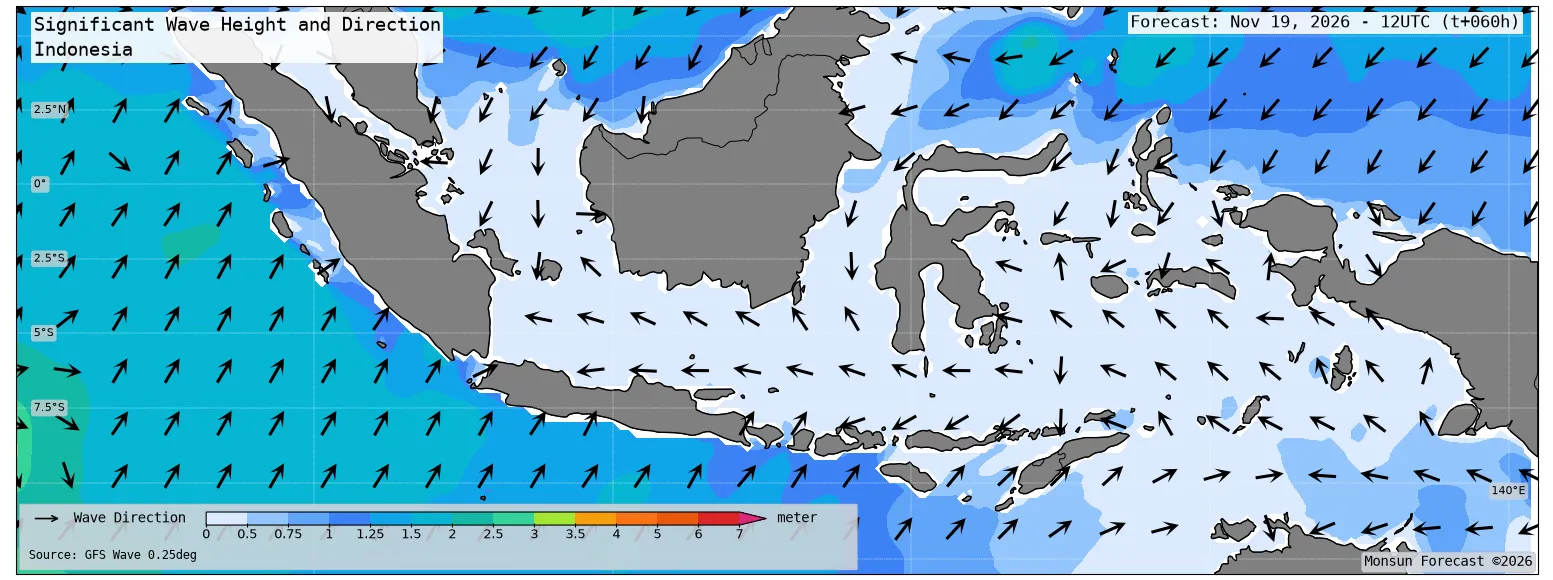 Significant Wave Height and Direction
Indonesia
Forecast: Nov 19, 2026 - 12UTC (t+060h)
2.5°N
0°
2.5°S
5°S
7.5°S
140°E
Wave Direction
0 0.5 0.75 1 1.25 1.5 2 2.5 3 3.5 4 5 6 7
meter
Source: GFS Wave 0.25deg
Monsun Forecast ©2026